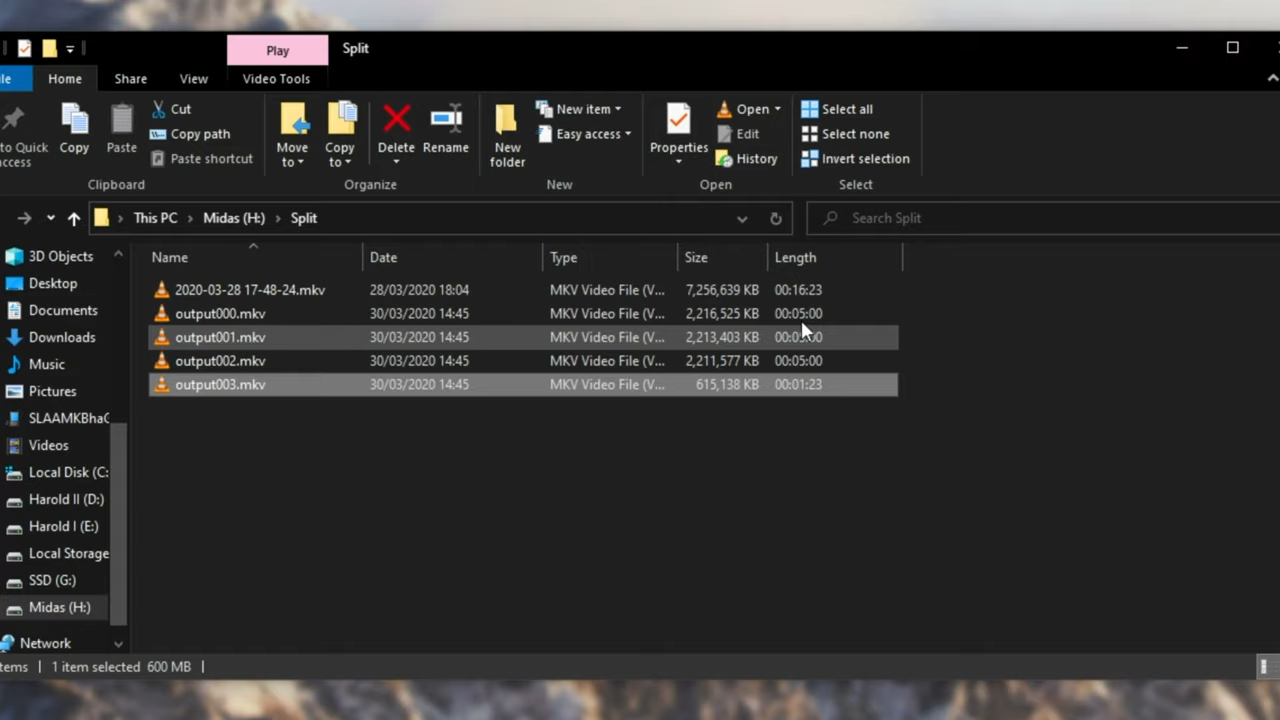 Play
Split
le
Home
Share
View
Video Tools
to Quick
access
Copy
Paste
Cut
Copy path
Paste shortcut
Clipboard
Move
to
Copy
to
Delete
Rename
Organize
New
folder
New item
Easy access
New
Properties
Open
Edit
History
Open
Select all
Select none
Invert selection
Select
This PC > Midas (H:) > Split
Search Split
3D Objects
Desktop
Documents
Downloads
Music
Pictures
SLAAMKBhaG
Videos
Local Disk (C:
Harold II (D:)
Harold I (E:)
Local Storage
SSD (G:)
Midas (H:)
Network
Name Date Type Size Length
2020-03-28 17-48-24.mkv 28/03/2020 18:04 MKV Video File (V... 7,256,639 KB 00:16:23
output000.mkv 30/03/2020 14:45 MKV Video File (V... 2,216,525 KB 00:05:00
output001.mkv 30/03/2020 14:45 MKV Video File (V... 2,213,403 KB 00:05:00
output002.mkv 30/03/2020 14:45 MKV Video File (V... 2,211,577 KB 00:05:00
output003.mkv 30/03/2020 14:45 MKV Video File (V... 615,138 KB 00:01:23
tems | 1 item selected 600 MB |